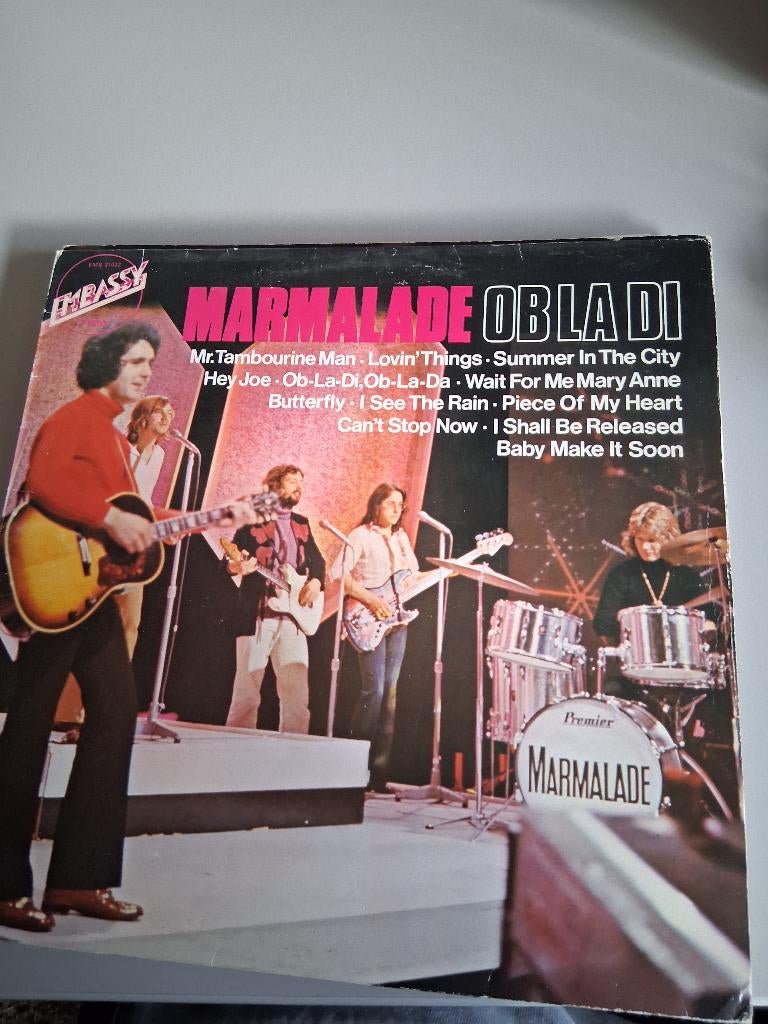 EMBASSY
MARMALADE OB LA DI
Mr.Tambourine Man · Lovin' Things · Summer In The City
Hey Joe · Ob-La-Di,Ob-La-Da · Wait For Me Mary Anne
Butterfly · I See The Rain · Piece Of My Heart
Can't Stop Now · I Shall Be Released
Baby Make It Soon
Premier
MARMALADE